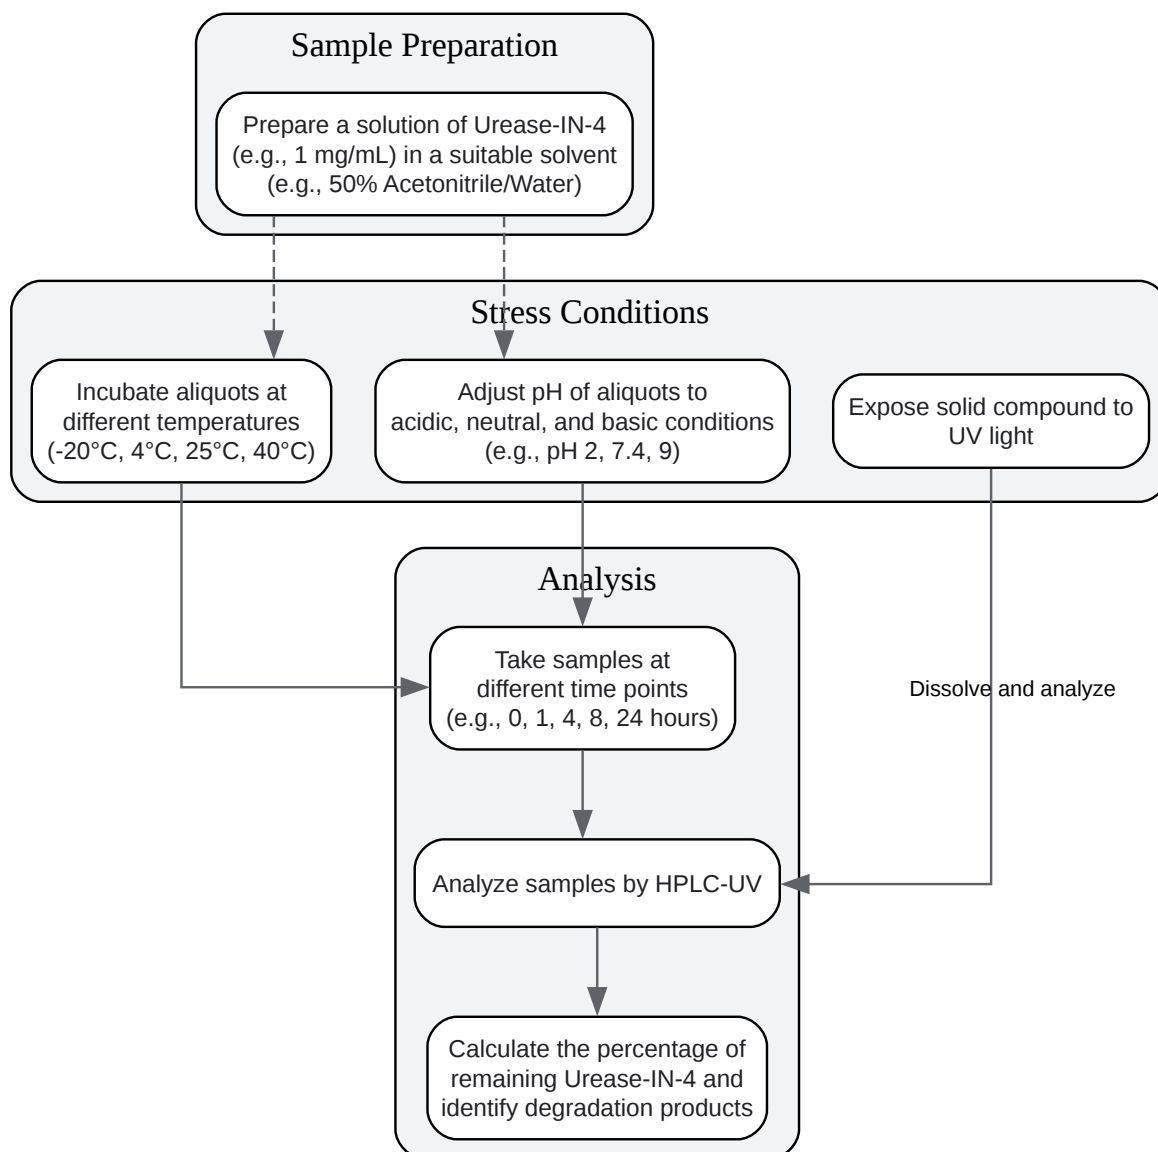 Sample Preparation
Prepare a solution of Urease-IN-4
(e.g., 1 mg/mL) in a suitable solvent
(e.g., 50% Acetonitrile/Water)
Stress Conditions
Incubate aliquots at
different temperatures
(-20°C, 4°C, 25°C, 40°C)
Adjust pH of aliquots to
acidic, neutral, and basic conditions
(e.g., pH 2, 7.4, 9)
Expose solid compound to
UV light
Analysis
Take samples at
different time points
(e.g., 0, 1, 4, 8, 24 hours)
Dissolve and analyze
Analyze samples by HPLC-UV
Calculate the percentage of
remaining Urease-IN-4 and
identify degradation products